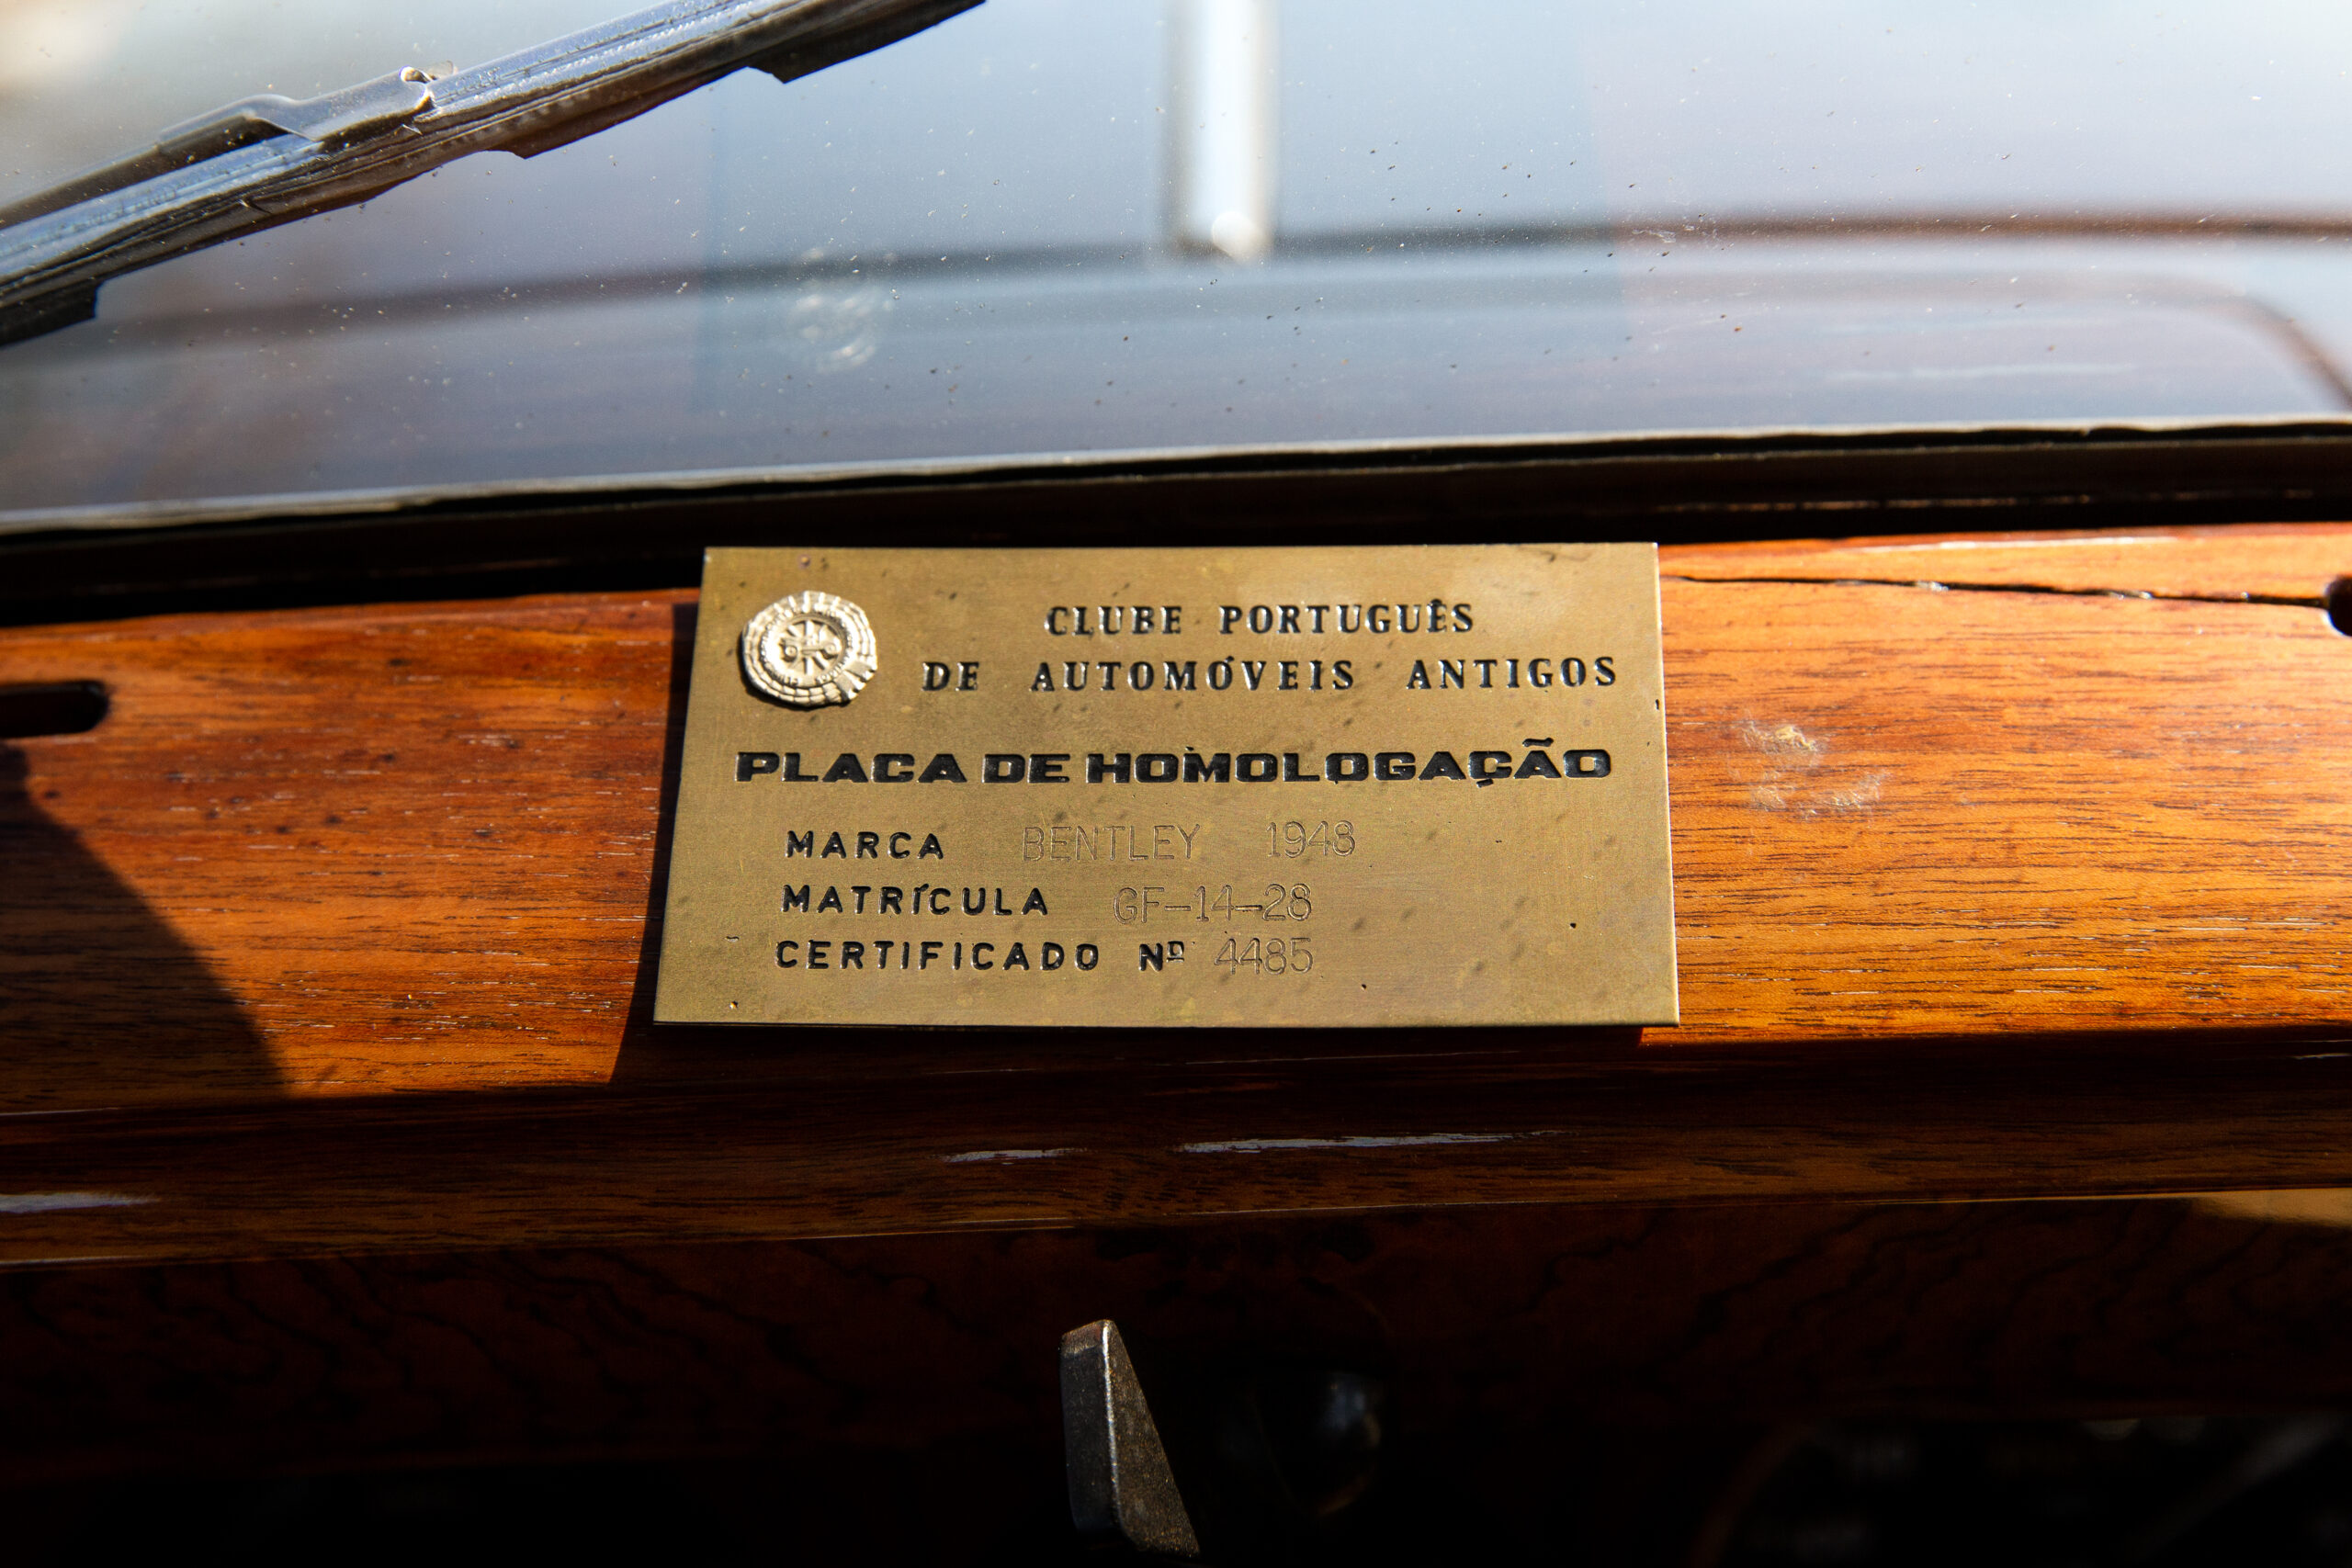 CLUBE PORTUGUÊS
DE AUTOMÓVEIS ANTIGOS
PLACA DE HOMOLOGAÇÃO
MARCA BENTLEY 1948
MATRÍCULA GF-14-28
CERTIFICADO Nº 4485